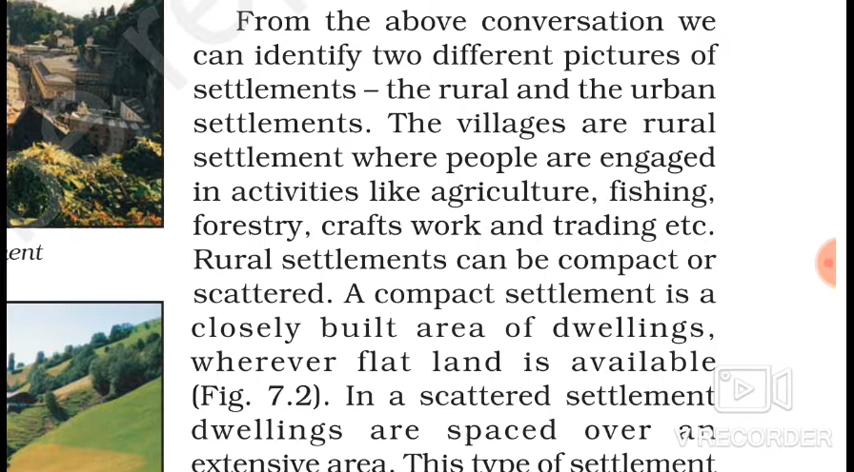 From the above conversation we
can identify two different pictures of
settlements – the rural and the urban
settlements. The villages are rural
settlement where people are engaged
in activities like agriculture, fishing,
forestry, crafts work and trading etc.
ent
Rural settlements can be compact or
scattered. A compact settlement is a
closely built area of dwellings,
wherever flat land is available
(Fig. 7.2). In a scattered settlement
dwellings are spaced over an
extensive area. This type of settlement
V RECORDER